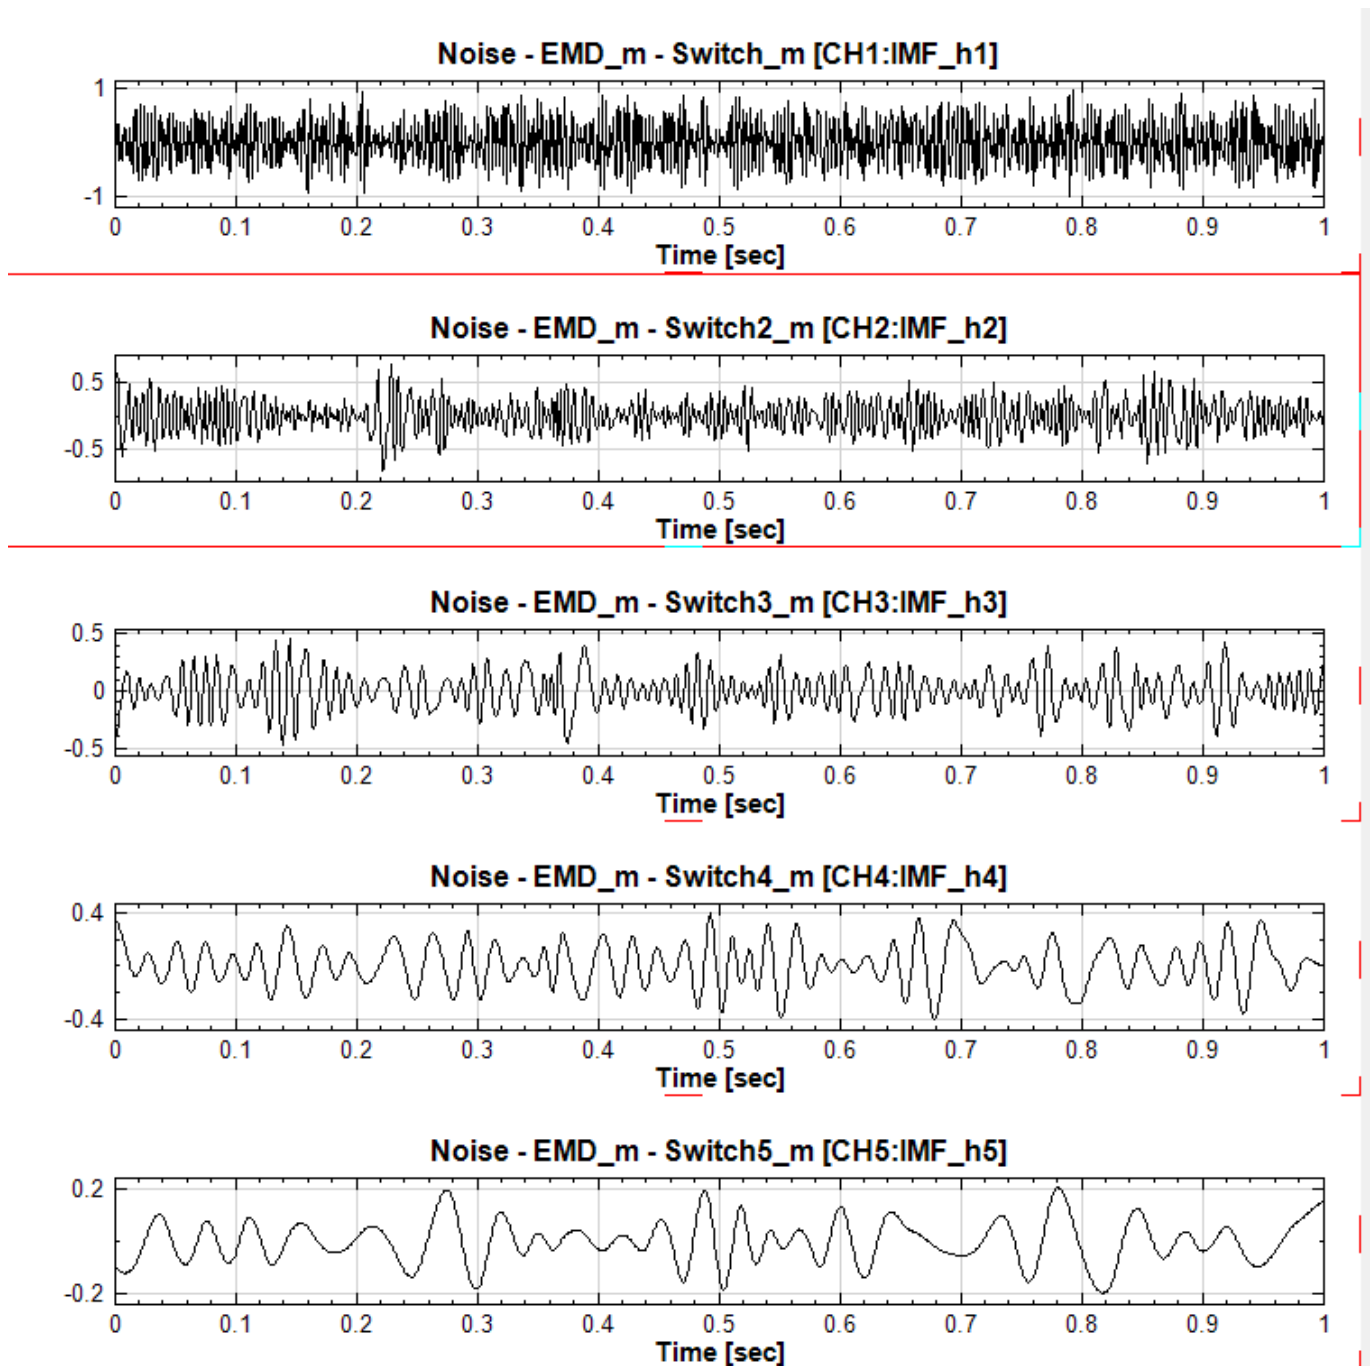 Noise - EMD_m - Switch_m [CH1:IMF_h1]
1
-1
0 0.1 0.2 0.3 0.4 0.5 0.6 0.7 0.8 0.9 1
Time [sec]
Noise - EMD_m - Switch2_m [CH2:IMF_h2]
0.5
-0.5
0 0.1 0.2 0.3 0.4 0.5 0.6 0.7 0.8 0.9 1
Time [sec]
Noise - EMD_m - Switch3_m [CH3:IMF_h3]
0.5
0
-0.5
0 0.1 0.2 0.3 0.4 0.5 0.6 0.7 0.8 0.9 1
Time [sec]
Noise - EMD_m - Switch4_m [CH4:IMF_h4]
0.4
-0.4
0 0.1 0.2 0.3 0.4 0.5 0.6 0.7 0.8 0.9 1
Time [sec]
Noise - EMD_m - Switch5_m [CH5:IMF_h5]
0.2
-0.2
0 0.1 0.2 0.3 0.4 0.5 0.6 0.7 0.8 0.9 1
Time [sec]